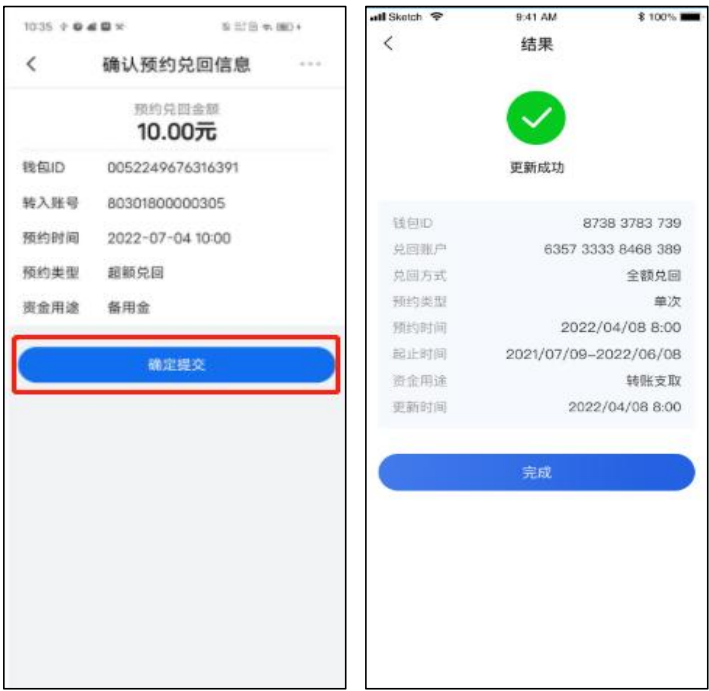 10:35
确认预约兑回信息
预约兑回金额
10.00元
钱包ID 0052249676316391
转入账号 80301800000305
预约时间 2022-07-04 10:00
预约类型 超额兑回
资金用途 备用金
确定提交
Sketch 9:41 AM 100%
结果
更新成功
钱包ID 8738 3783 739
兑回账户 6357 3333 8468 389
兑回方式 全额兑回
预约类型 单次
预约时间 2022/04/08 8:00
起止时间 2021/07/09-2022/06/08
资金用途 转账支取
更新时间 2022/04/08 8:00
完成